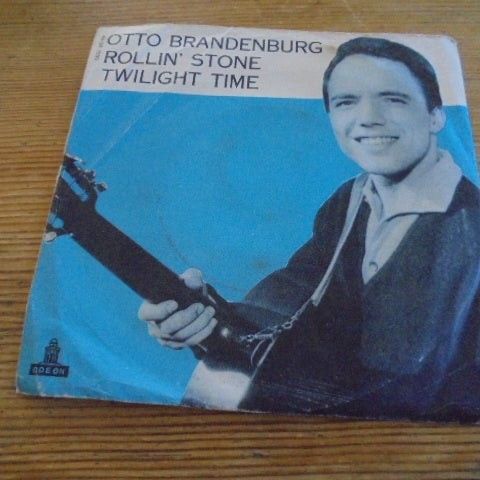 OTTO BRANDENBURG
ROLLIN' STONE
TWILIGHT TIME
ODEON